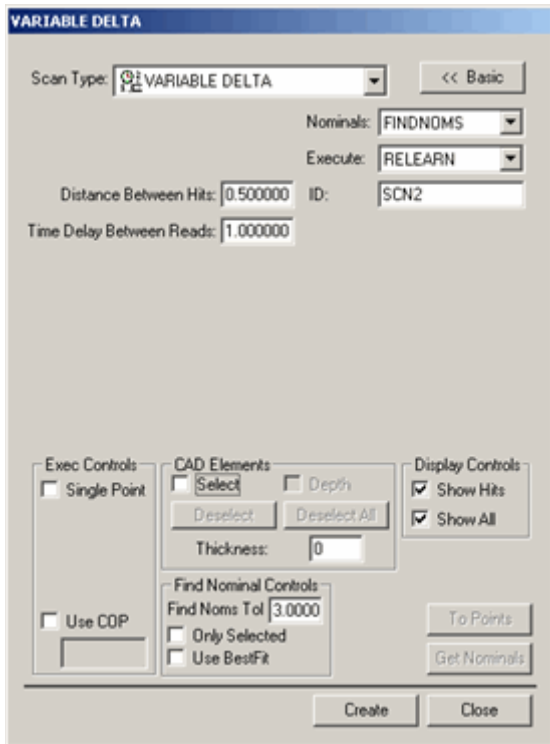 VARIABLE DELTA
Scan Type: VARIABLE DELTA << Basic
Nominals: FINDNOMS
Execute: RELEARN
Distance Between Hits: 0.500000 ID: SCN2
Time Delay Between Reads: 1.000000
Exec Controls CAD Elements Display Controls
Single Point Select Depth Show Hits
Deselect Deselect All Show All
Thickness: 0
Find Nominal Controls
Use COP Find Noms Tol 3.0000 To Points
Only Selected
Use BestFit Get Nominals
Create Close